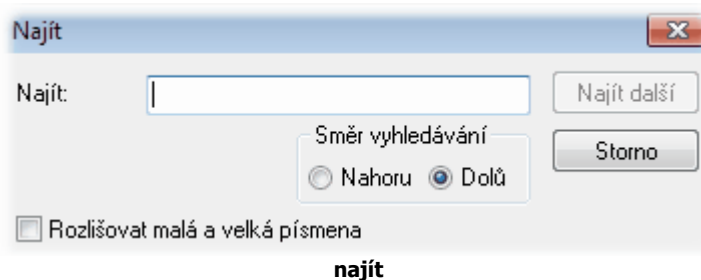 Najít
Najít:
Najít další
Směr vyhledávání
Storno
Nahoru Dolů
Rozlišovat malá a velká písmena
najít